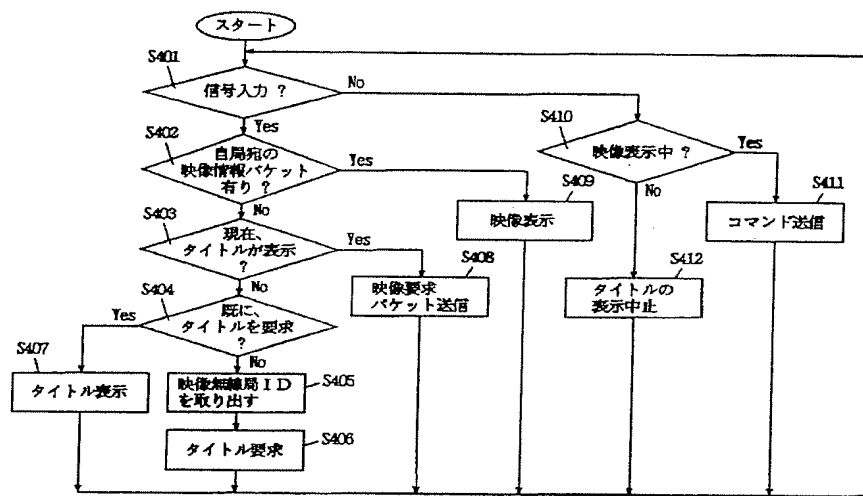 スタート
S401
信号入力 ?
No
Yes
S402
自局宛の
映像情報パケット
有り ?
Yes
No
S403
現在、
タイトルが表示
?
Yes
No
S404
既に、
タイトルを要求
?
Yes
No
S407
タイトル表示
映像無線局ID
を取り出す
S405
タイトル要求
S406
S408
映像要求
パケット送信
S409
映像表示
S410
映像表示中 ?
Yes
No
S411
コマンド送信
S412
タイトルの
表示中止